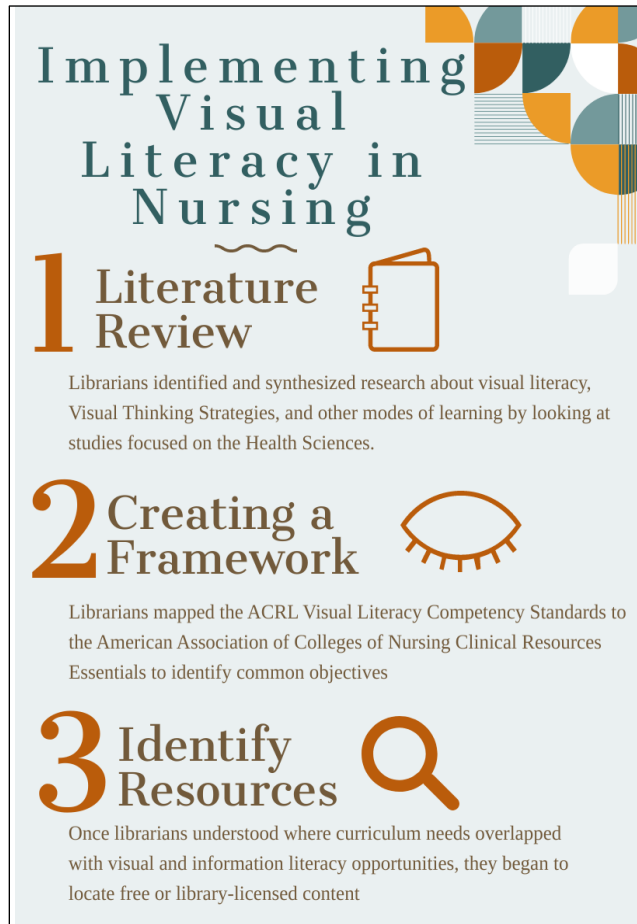 Implementing
Visual
Literacy in
Nursing
1
Literature
Review
Librarians identified and synthesized research about visual literacy,
Visual Thinking Strategies, and other modes of learning by looking at
studies focused on the Health Sciences.
2
Creating a
Framework
Librarians mapped the ACRL Visual Literacy Competency Standards to
the American Association of Colleges of Nursing Clinical Resources
Essentials to identify common objectives
3
Identify
Resources
Once librarians understood where curriculum needs overlapped
with visual and information literacy opportunities, they began to
locate free or library-licensed content